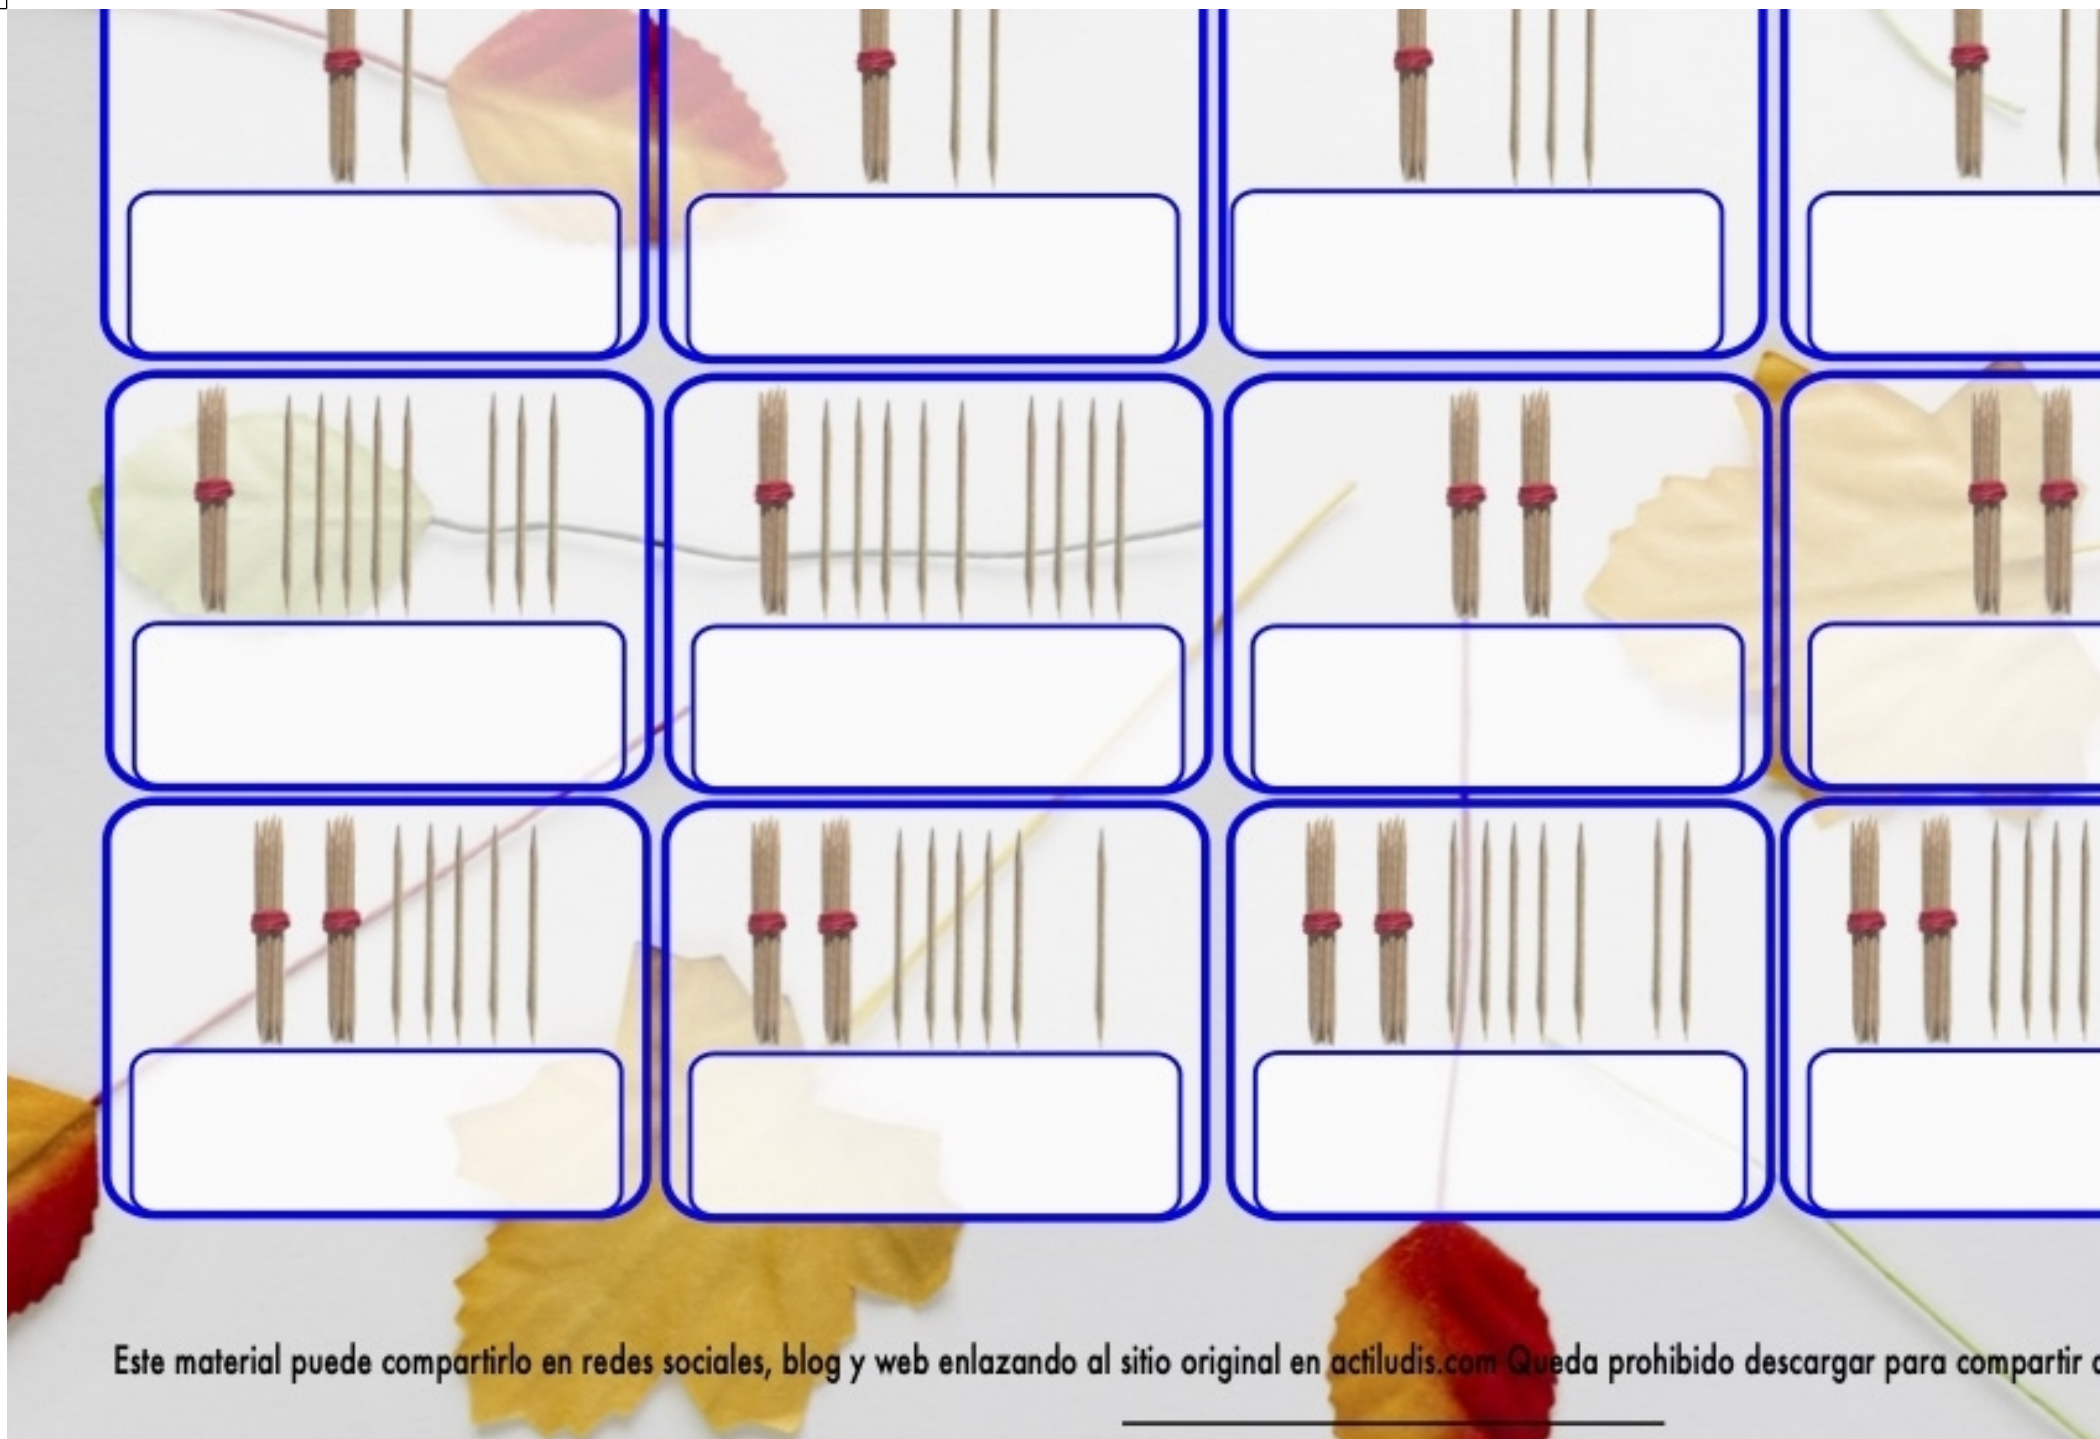 Este material puede compartirlo en redes sociales, blog y web enlazando al sitio original en actiludis.com Queda prohibido descargar para compartir